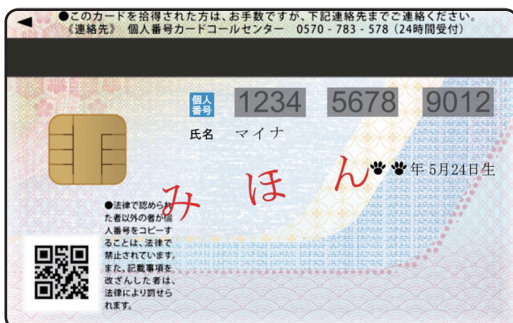 ●このカードを拾得された方は、お手数ですが、下記連絡先までご連絡ください。
《連絡先》 個人番号カードコールセンター 0570-783-578(24時間受付)
個人番号 1234 5678 9012
氏名 マイナ
年 5月24日生
みほん
●法律で認められ
た者以外の者が個
人番号をコピーす
ることは、法律で
禁止されています。
また、記載事項を
改ざんした者は、
法律により罰せら
れます。